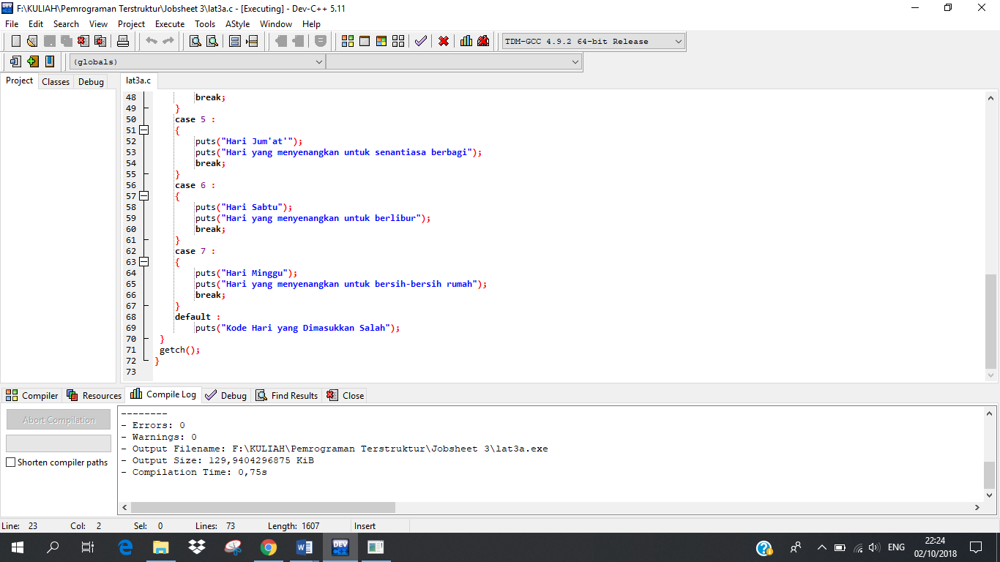 F:\KULIAH\Pemrograman Terstruktur\Jobsheet 3\lat3a.c - [Executing] - Dev-C++ 5.11
File Edit Search View Project Execute Tools AStyle Window Help
TDM-GCC 4.9.2 64-bit Release
(globals)
Project Classes Debug lat3a.c
48 break;
49 }
50 case 5 :
51 {
52 puts("Hari Jum'at'");
53 puts("Hari yang menyenangkan untuk senantiasa berbagi");
54 break;
55 }
56 case 6 :
57 {
58 puts("Hari Sabtu");
59 puts("Hari yang menyenangkan untuk berlibur");
60 break;
61 }
62 case 7 :
63 {
64 puts("Hari Minggu");
65 puts("Hari yang menyenangkan untuk bersih-bersih rumah");
66 break;
67 }
68 default :
69 puts("Kode Hari yang Dimasukkan Salah");
70 }
71 getch();
72 }
73
Compiler Resources Compile Log Debug Find Results Close
Abort Compilation
Shorten compiler paths
--------
- Errors: 0
- Warnings: 0
- Output Filename: F:\KULIAH\Pemrograman Terstruktur\Jobsheet 3\lat3a.exe
- Output Size: 129,9404296875 KiB
- Compilation Time: 0,75s
Line: 23 Col: 2 Sel: 0 Lines: 73 Length: 1607 Insert
DEV
ENG
22:24
02/10/2018